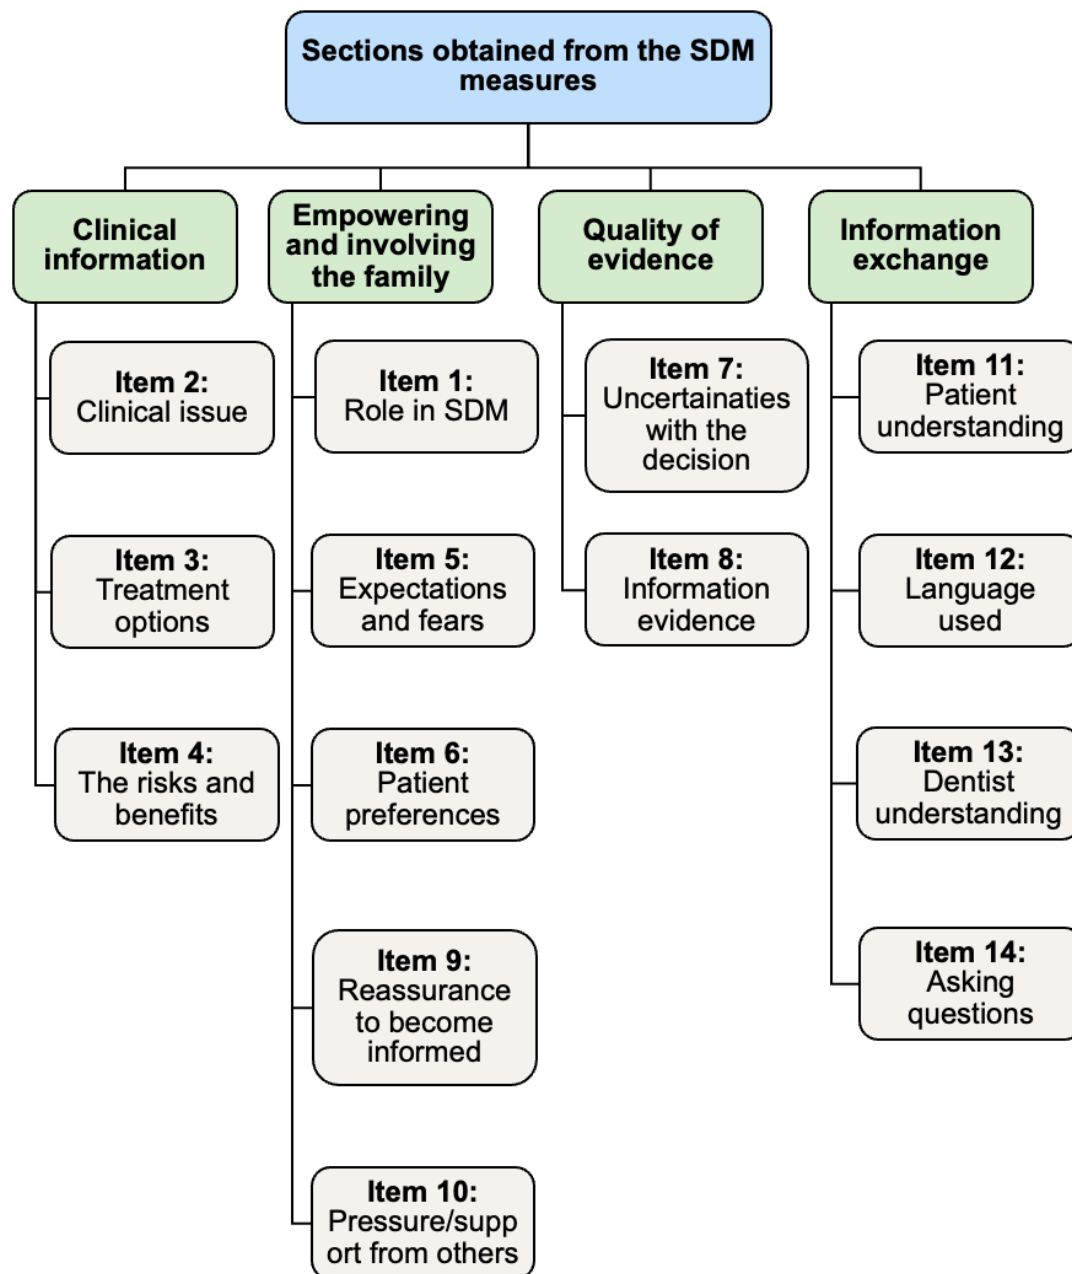 Sections obtained from the SDM
measures
Clinical
information
Empowering
and involving
the family
Quality of
evidence
Information
exchange
Item 2:
Clinical issue
Item 3:
Treatment
options
Item 4:
The risks and
benefits
Item 1:
Role in SDM
Item 5:
Expectations
and fears
Item 6:
Patient
preferences
Item 9:
Reassurance
to become
informed
Item 10:
Pressure/supp
ort from others
Item 7:
Uncertainaties
with the
decision
Item 8:
Information
evidence
Item 11:
Patient
understanding
Item 12:
Language
used
Item 13:
Dentist
understanding
Item 14:
Asking
questions